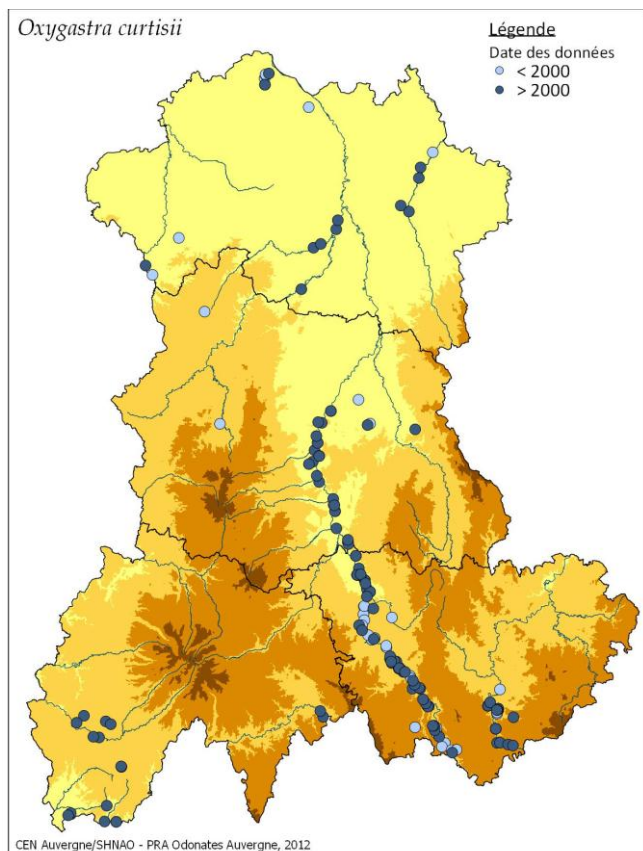 Oxygastra curtisii
Légende
Date des données
< 2000
> 2000
CEN Auvergne/SHNAO - PRA Odonates Auvergne, 2012